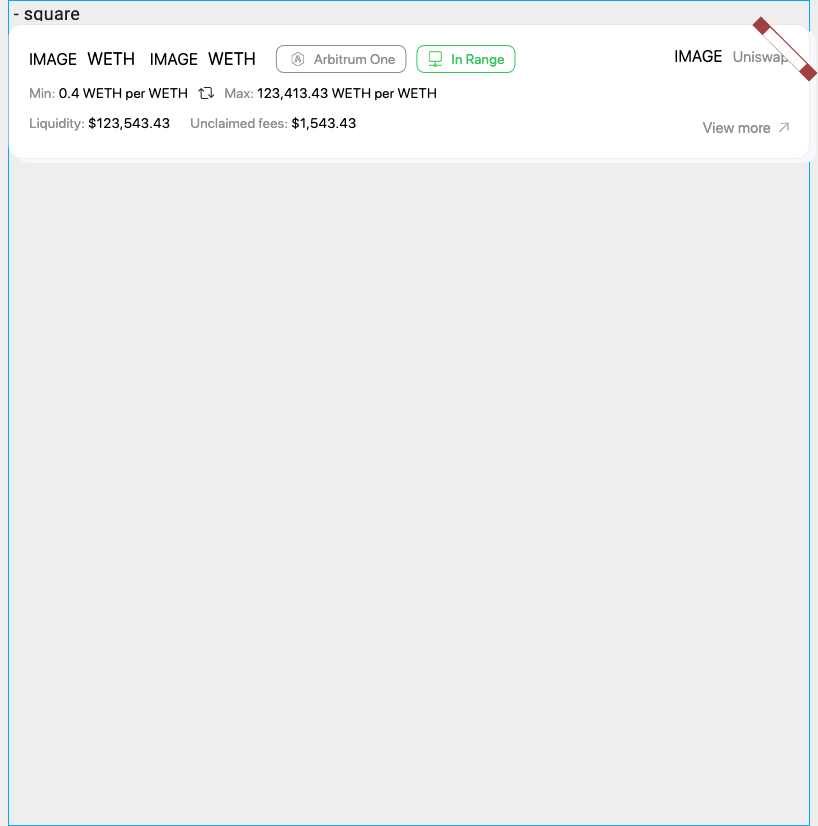 - square
IMAGE WETH IMAGE WETH Arbitrum One In Range IMAGE Uniswap
Min: 0.4 WETH per WETH Max: 123,413.43 WETH per WETH
Liquidity: $123,543.43 Unclaimed fees: $1,543.43
View more